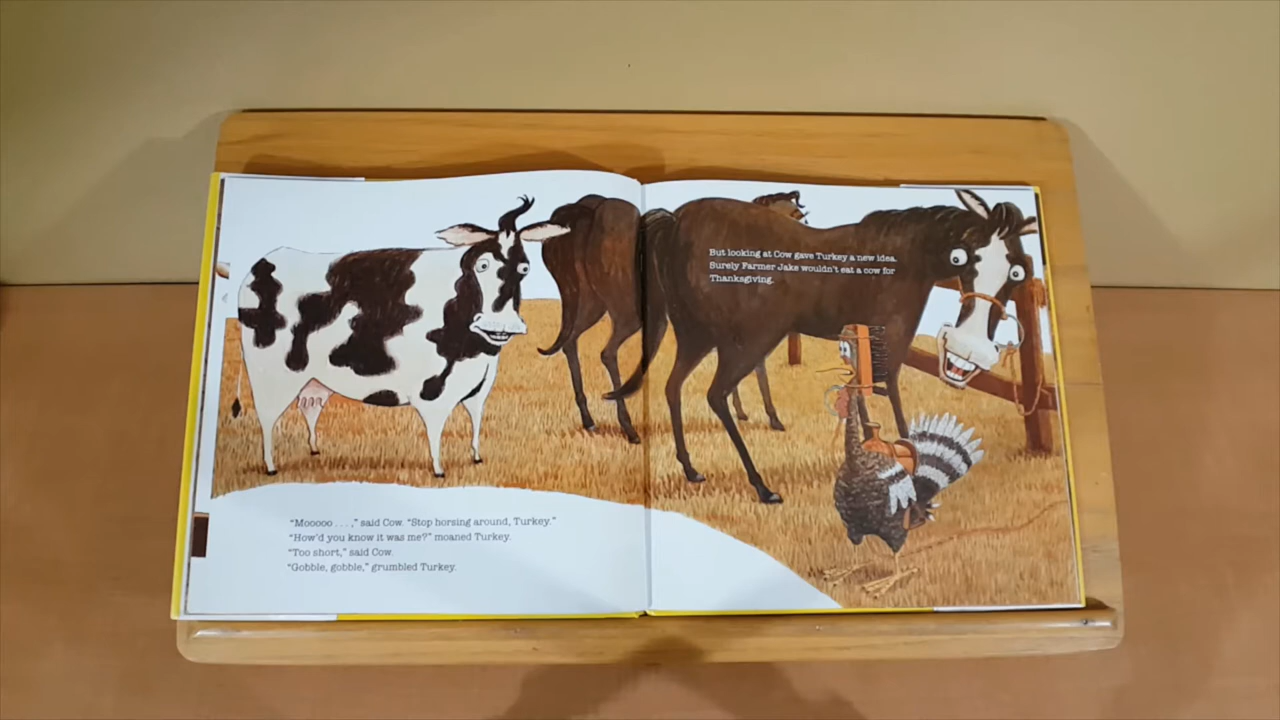 “Mooooo . . . ,” said Cow. “Stop horsing around, Turkey.”
“How’d you know it was me?” moaned Turkey.
“Too short,” said Cow.
“Gobble, gobble,” grumbled Turkey.
But looking at Cow gave Turkey a new idea.
Surely Farmer Jake wouldn’t eat a cow for
Thanksgiving.